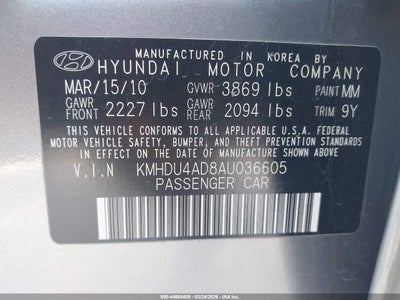 MANUFACTURED IN KOREA BY
HYUNDAI MOTOR COMPANY
MAR/15/10 GVWR 3869 lbs PAINT MM
GAWR FRONT 2227 lbs GAWR REAR 2094 lbs TRIM 9Y
THIS VEHICLE CONFORMS TO ALL APPLICABLE U.S.A. FEDERAL
MOTOR VEHICLE SAFETY, BUMPER, AND THEFT PREVENTION
STANDARDS IN EFFECT ON THE DATE OF MANUFACTURE SHOWN ABOVE.
V.I.N KMHDU4AD8AU036605
PASSENGER CAR